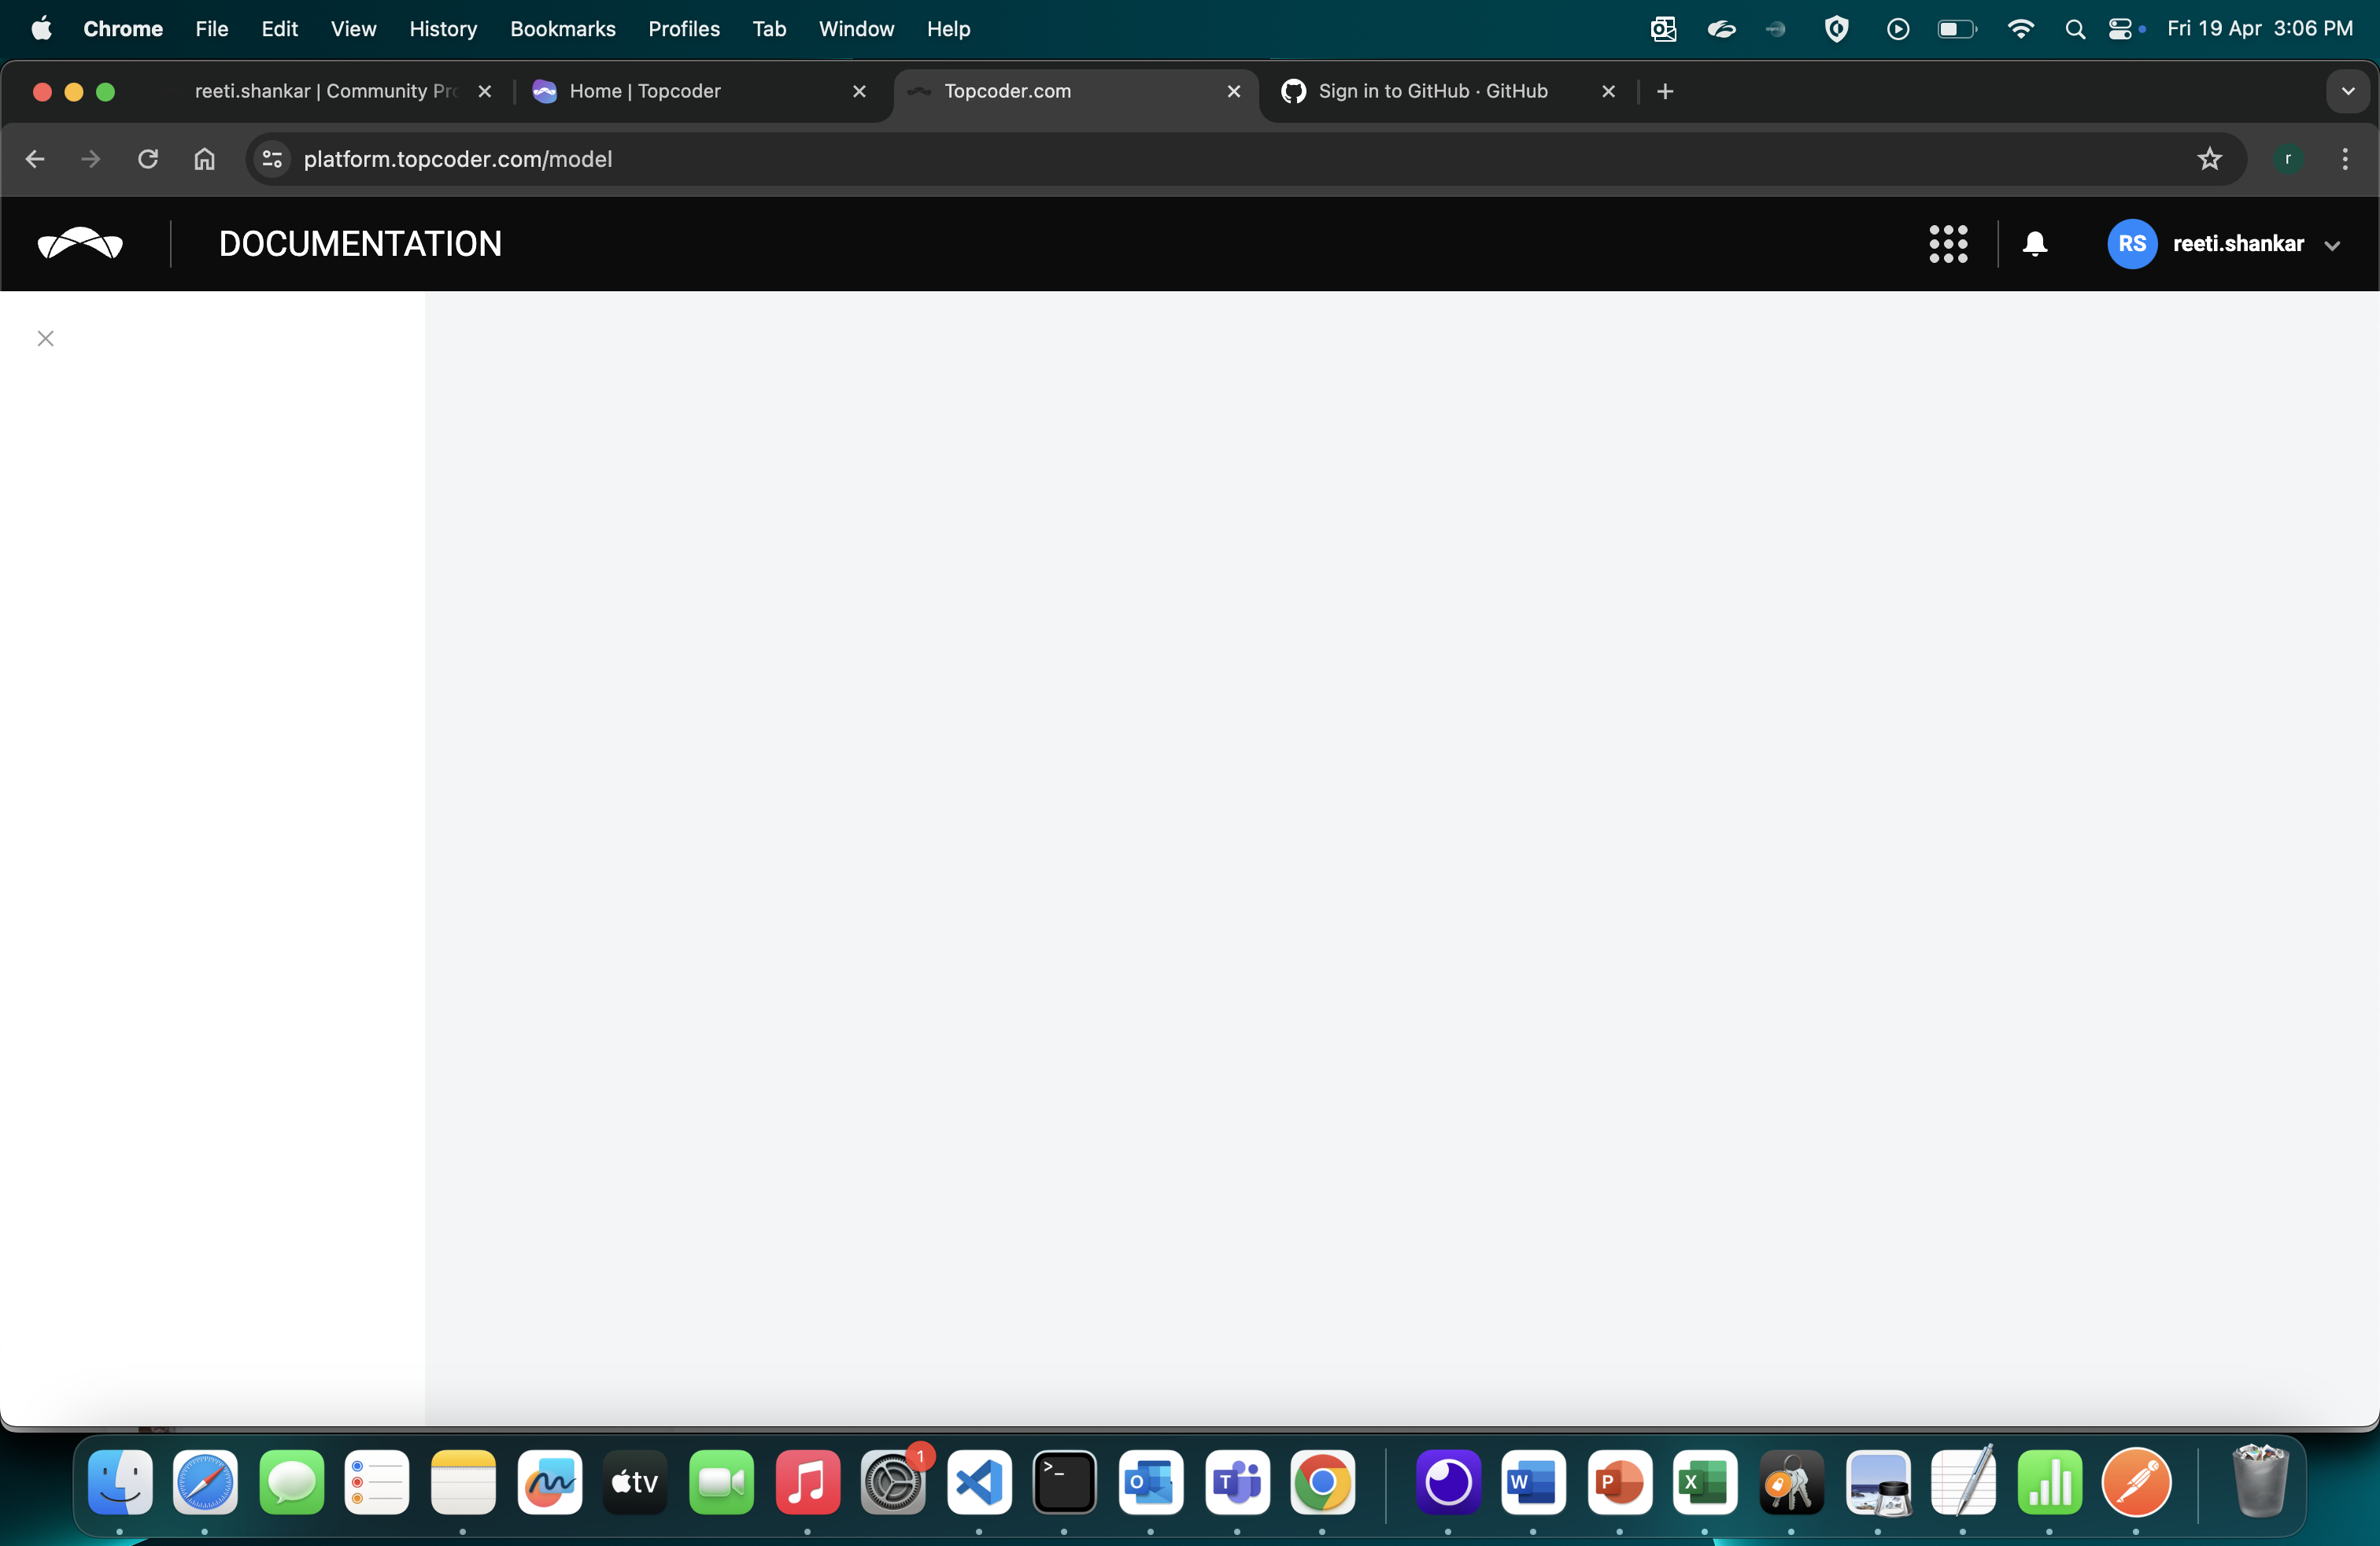 Chrome File Edit View History Bookmarks Profiles Tab Window Help Fri 19 Apr 3:06 PM
reeti.shankar | Community Pr Home | Topcoder Topcoder.com Sign in to GitHub · GitHub
platform.topcoder.com/model r
DOCUMENTATION RS reeti.shankar
tv 1 >_ O T W P X